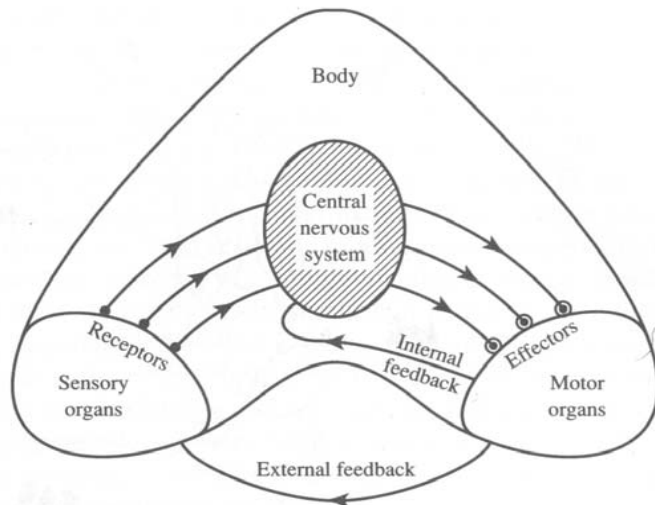 Body
Central
nervous
system
Receptors
Sensory
organs
Internal
feedback
Effectors
Motor
organs
External feedback